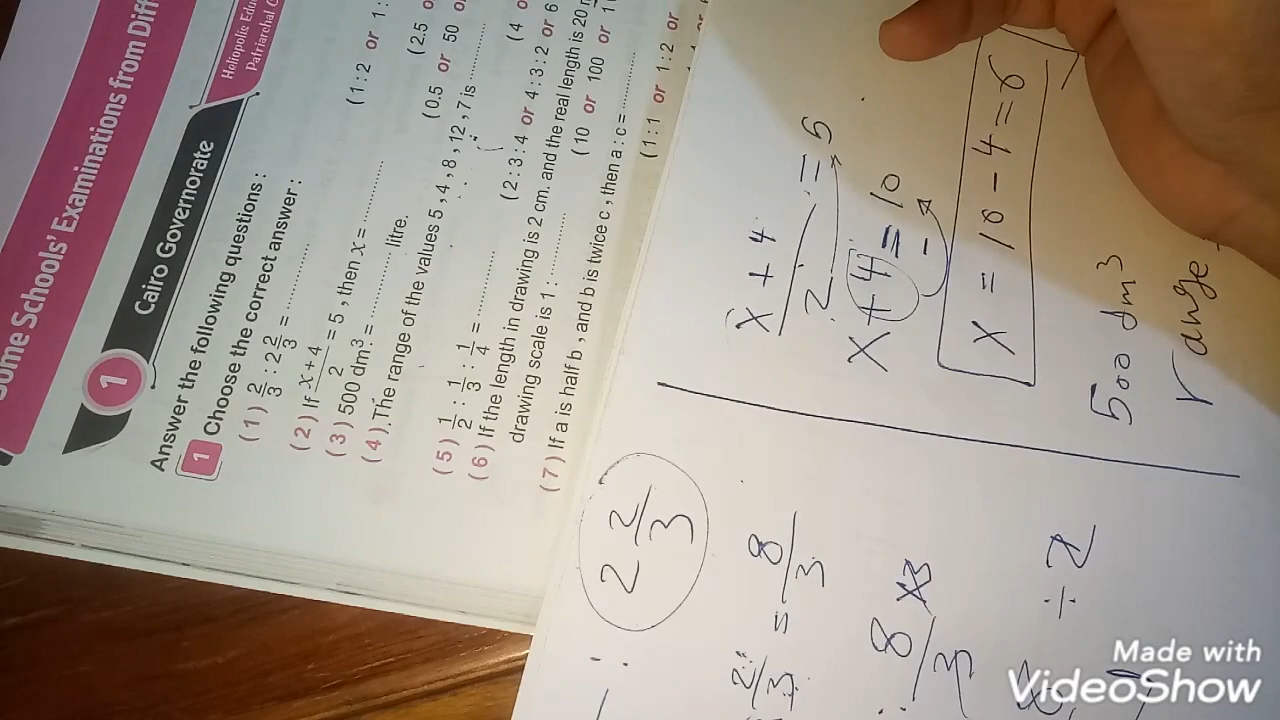 Some Schools' Examinations from Diff
1
Cairo Governorate
Heliopolis Edu
Patriarchal
Answer the following questions :
1 Choose the correct answer :
(1) 2/3 : 2 2/3 = ............
(1 : 2 or 1 :
(2) If x + 4 / 2 = 5 , then x = ............
(2.5 o
(3) 500 dm³. = ............ litre.
(0.5 or 50 o
(4) The range of the values 5 , 4 , 8 , 12 , 7 is ............
(4 o
(5) 1/2 : 1/3 : 1/4 = ............
(2 : 3 : 4 or 4 : 3 : 2 or 6
(6) If the length in drawing is 2 cm. and the real length is 20
drawing scale is 1 : ............
(10 or 100 or 1
(7) If a is half b , and b is twice c , then a : c = ............
(1 : 1 or 1 : 2 or
x + 4 / 2 = 5
x + 4 = 10
-
x = 10 - 4 = 6
500 dm3
range
: 2 2/3
2/3 = 8/3
8/3 ×3
8 ÷ 2
Made with
VideoShow